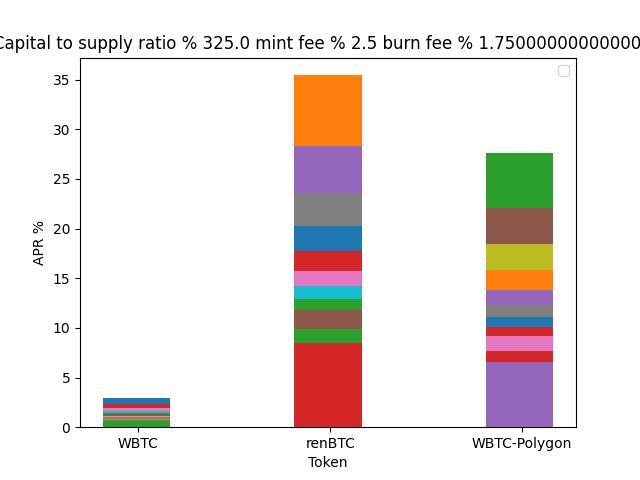 Capital to supply ratio % 325.0 mint fee % 2.5 burn fee % 1.75000000000000
APR %
35
30
25
20
15
10
5
0
WBTC renBTC WBTC-Polygon
Token